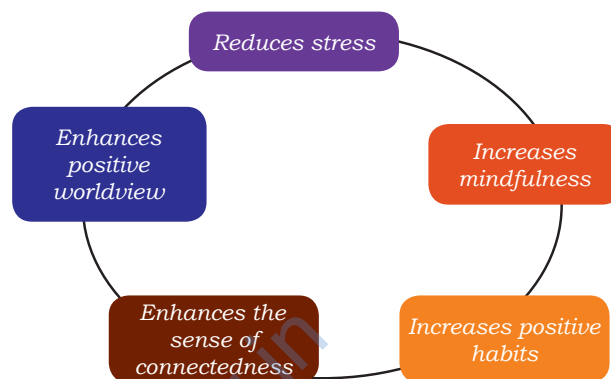 Reduces stress
Increases
mindfulness
Increases positive
habits
Enhances the
sense of
connectedness
Enhances
positive
worldview